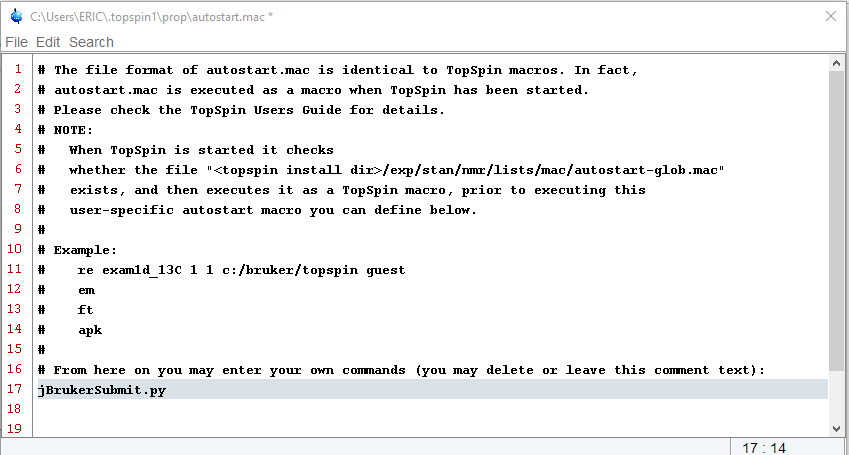 C:\Users\ERIC\.topspin1\prop\autostart.mac *
File Edit Search
1 # The file format of autostart.mac is identical to TopSpin macros. In fact,
2 # autostart.mac is executed as a macro when TopSpin has been started.
3 # Please check the TopSpin Users Guide for details.
4 # NOTE:
5 #   When TopSpin is started it checks
6 #   whether the file "<topspin install dir>/exp/stan/nmr/lists/mac/autostart-glob.mac"
7 #   exists, and then executes it as a TopSpin macro, prior to executing this
8 #   user-specific autostart macro you can define below.
9 #
10 # Example:
11 #    re exam1d_13C 1 1 c:/bruker/topspin guest
12 #    em
13 #    ft
14 #    apk
15 #
16 # From here on you may enter your own commands (you may delete or leave this comment text):
17 jBrukerSubmit.py
18
19
17 : 14